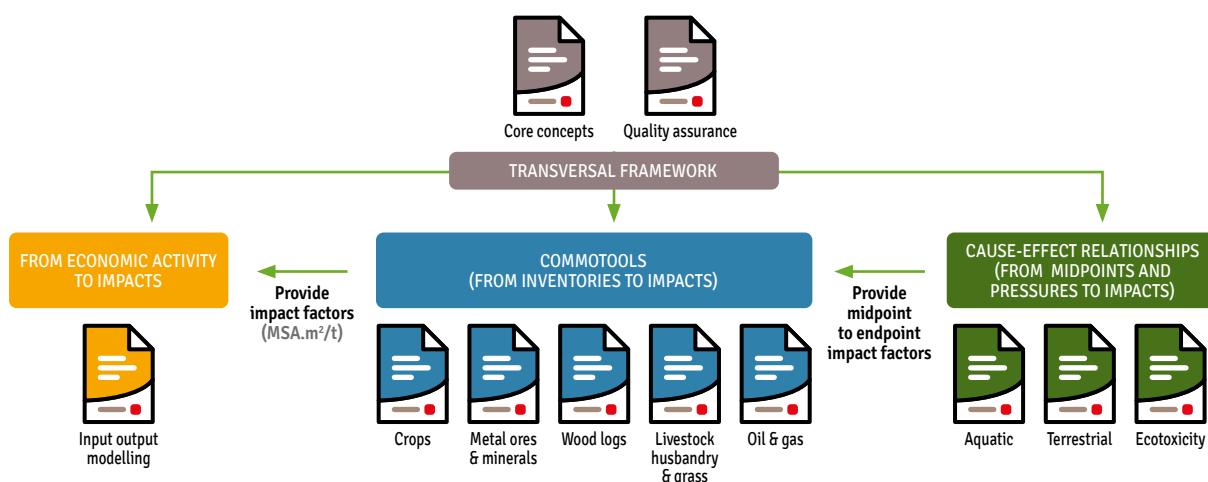 Core concepts
Quality assurance
TRANSVERSAL FRAMEWORK
FROM ECONOMIC ACTIVITY
TO IMPACTS
Provide
impact factors
(MSA.m²/t)
COMMOTOOLS
(FROM INVENTORIES TO IMPACTS)
Provide
midpoint
to endpoint
impact factors
CAUSE-EFFECT RELATIONSHIPS
(FROM MIDPOINTS AND
PRESSURES TO IMPACTS)
Input output
modelling
Crops
Metal ores
& minerals
Wood logs
Livestock
husbandry
& grass
Oil & gas
Aquatic
Terrestrial
Ecotoxicity